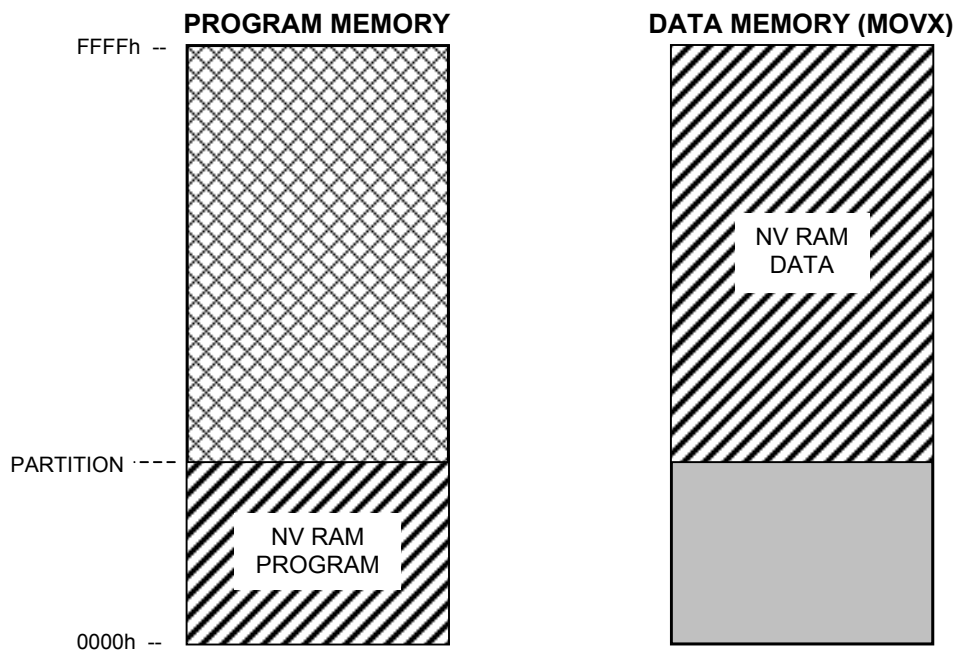 PROGRAM MEMORY
DATA MEMORY (MOVX)
FFFFh --
NV RAM
DATA
PARTITION ----
NV RAM
PROGRAM
0000h --